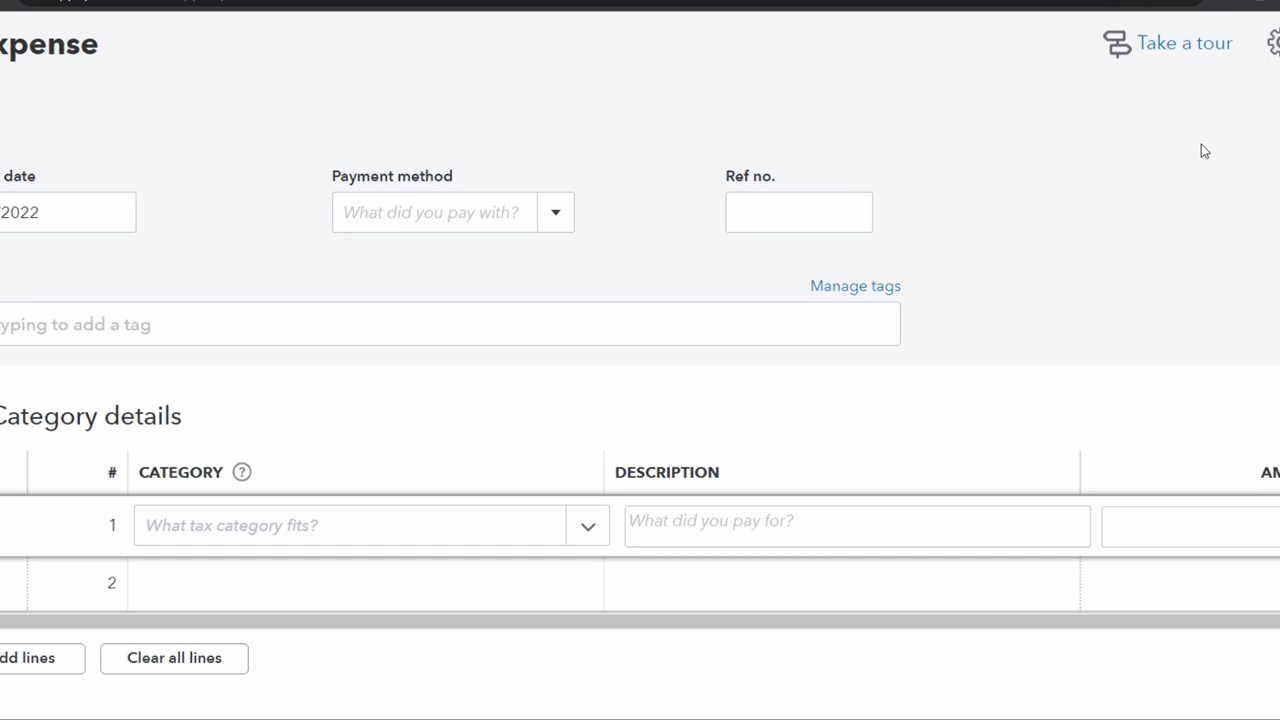 xpense
Take a tour
date
Payment method
Ref no.
/2022
What did you pay with?
Manage tags
yping to add a tag
Category details
# CATEGORY ? DESCRIPTION AM
1 What tax category fits? What did you pay for?
2
dd lines
Clear all lines